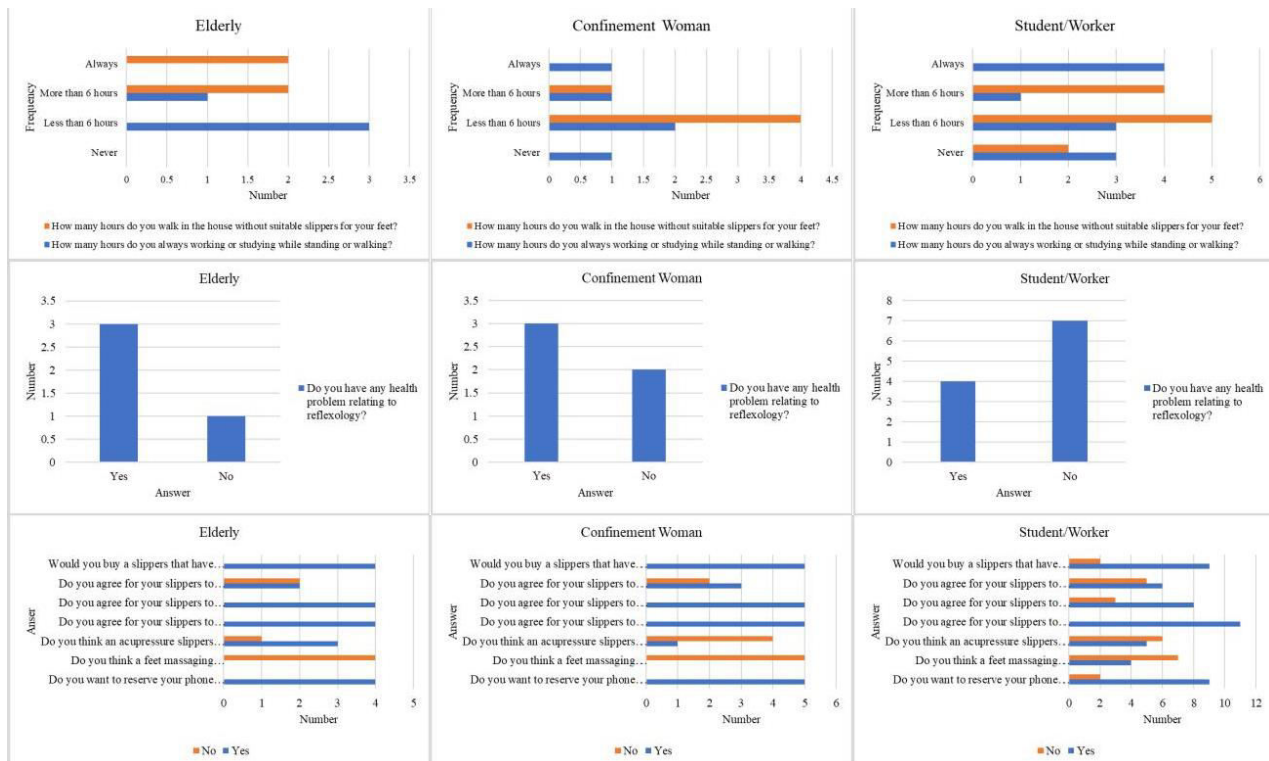 Elderly
Frequency
Always
More than 6 hours
Less than 6 hours
Never
0 0.5 1 1.5 2 2.5 3 3.5
Number
How many hours do you walk in the house without suitable slippers for your feet?
How many hours do you always working or studying while standing or walking?
Confinement Woman
Frequency
Always
More than 6 hours
Less than 6 hours
Never
0 0.5 1 1.5 2 2.5 3 3.5 4 4.5
Number
How many hours do you walk in the house without suitable slippers for your feet?
How many hours do you always working or studying while standing or walking?
Student/Worker
Frequency
Always
More than 6 hours
Less than 6 hours
Never
0 1 2 3 4 5 6
Number
How many hours do you walk in the house without suitable slippers for your feet?
How many hours do you always working or studying while standing or walking?
Elderly
Number
3.5
3
2.5
2
1.5
1
0.5
0
Yes No
Answer
Do you have any health
problem relating to
reflexology?
Confinement Woman
Number
3.5
3
2.5
2
1.5
1
0.5
0
Yes No
Answer
Do you have any health
problem relating to
reflexology?
Student/Worker
Number
8
7
6
5
4
3
2
1
0
Yes No
Answer
Do you have any health
problem relating to
reflexology?
Elderly
Anser
Would you buy a slippers that have…
Do you agree for your slippers to…
Do you agree for your slippers to…
Do you agree for your slippers to…
Do you think an acupressure slippers…
Do you think a feet massaging…
Do you want to reserve your phone…
0 1 2 3 4 5
Number
No Yes
Confinement Woman
Answer
Would you buy a slippers that have…
Do you agree for your slippers to…
Do you agree for your slippers to…
Do you agree for your slippers to…
Do you think an acupressure slippers…
Do you think a feet massaging…
Do you want to reserve your phone…
0 1 2 3 4 5 6
Number
No Yes
Student/Worker
Answer
Would you buy a slippers that have…
Do you agree for your slippers to…
Do you agree for your slippers to…
Do you agree for your slippers to…
Do you think an acupressure slippers…
Do you think a feet massaging…
Do you want to reserve your phone…
0 2 4 6 8 10 12
Number
No Yes